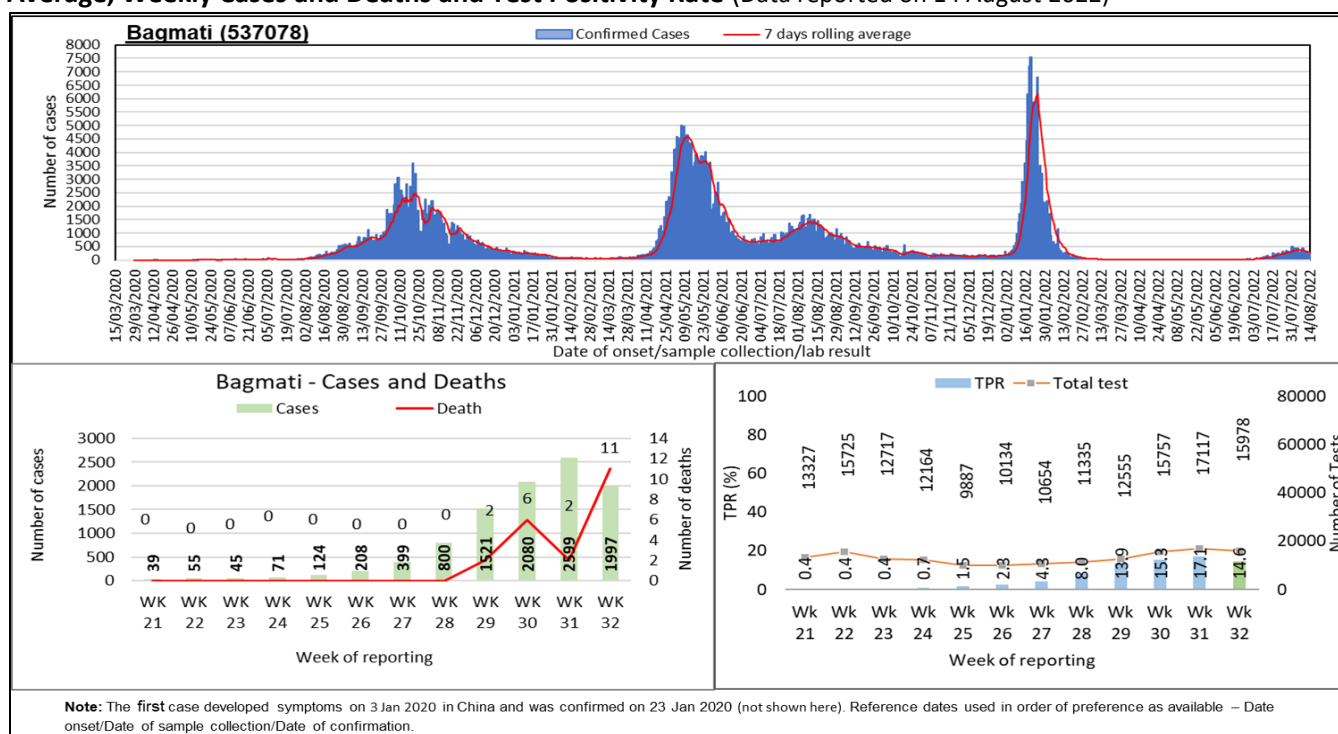 Average, Weekly Cases and Deaths and Test Positivity Rate (Data reported on 14 August 2022)
Bagmati (537078)
Confirmed Cases 7 days rolling average
Number of cases
8000
7500
7000
6500
6000
5500
5000
4500
4000
3500
3000
2500
2000
1500
1000
500
0
15/03/2020 29/03/2020 12/04/2020 26/04/2020 10/05/2020 24/05/2020 07/06/2020 21/06/2020 05/07/2020 19/07/2020 02/08/2020 16/08/2020 30/08/2020 13/09/2020 27/09/2020 11/10/2020 25/10/2020 08/11/2020 22/11/2020 06/12/2020 20/12/2020 03/01/2021 17/01/2021 31/01/2021 14/02/2021 28/02/2021 14/03/2021 28/03/2021 11/04/2021 25/04/2021 09/05/2021 23/05/2021 06/06/2021 20/06/2021 04/07/2021 18/07/2021 01/08/2021 15/08/2021 29/08/2021 12/09/2021 26/09/2021 10/10/2021 24/10/2021 07/11/2021 21/11/2021 05/12/2021 19/12/2021 02/01/2022 16/01/2022 30/01/2022 13/02/2022 27/02/2022 13/03/2022 27/03/2022 10/04/2022 24/04/2022 08/05/2022 22/05/2022 05/06/2022 19/06/2022 03/07/2022 17/07/2022 31/07/2022 14/08/2022
Date of onset/sample collection/lab result
Bagmati - Cases and Deaths
Cases Death
Number of cases
3000
2500
2000
1500
1000
500
0
0 0 0 0 0 0 0 0 2 6 2 11
39 55 45 71 124 208 399 800 1521 2080 2599 1997
14
12
10
8
6
4
2
0
Number of deaths
WK WK WK WK WK WK WK WK WK WK WK WK
21 22 23 24 25 26 27 28 29 30 31 32
Week of reporting
TPR Total test
TPR (%)
100
80
60
40
20
0
13327 15725 12717 12164 9887 10134 10654 11335 12555 15757 17117 15978
0.4 0.4 0.4 0.7 1.5 2.3 4.3 8.0 13.9 15.3 17.1 14.6
80000
60000
40000
20000
0
Number of Tests
Wk Wk Wk Wk Wk Wk Wk Wk Wk Wk Wk Wk
21 22 23 24 25 26 27 28 29 30 31 32
Week of reporting
Note: The first case developed symptoms on 3 Jan 2020 in China and was confirmed on 23 Jan 2020 (not shown here). Reference dates used in order of preference as available – Date
onset/Date of sample collection/Date of confirmation.